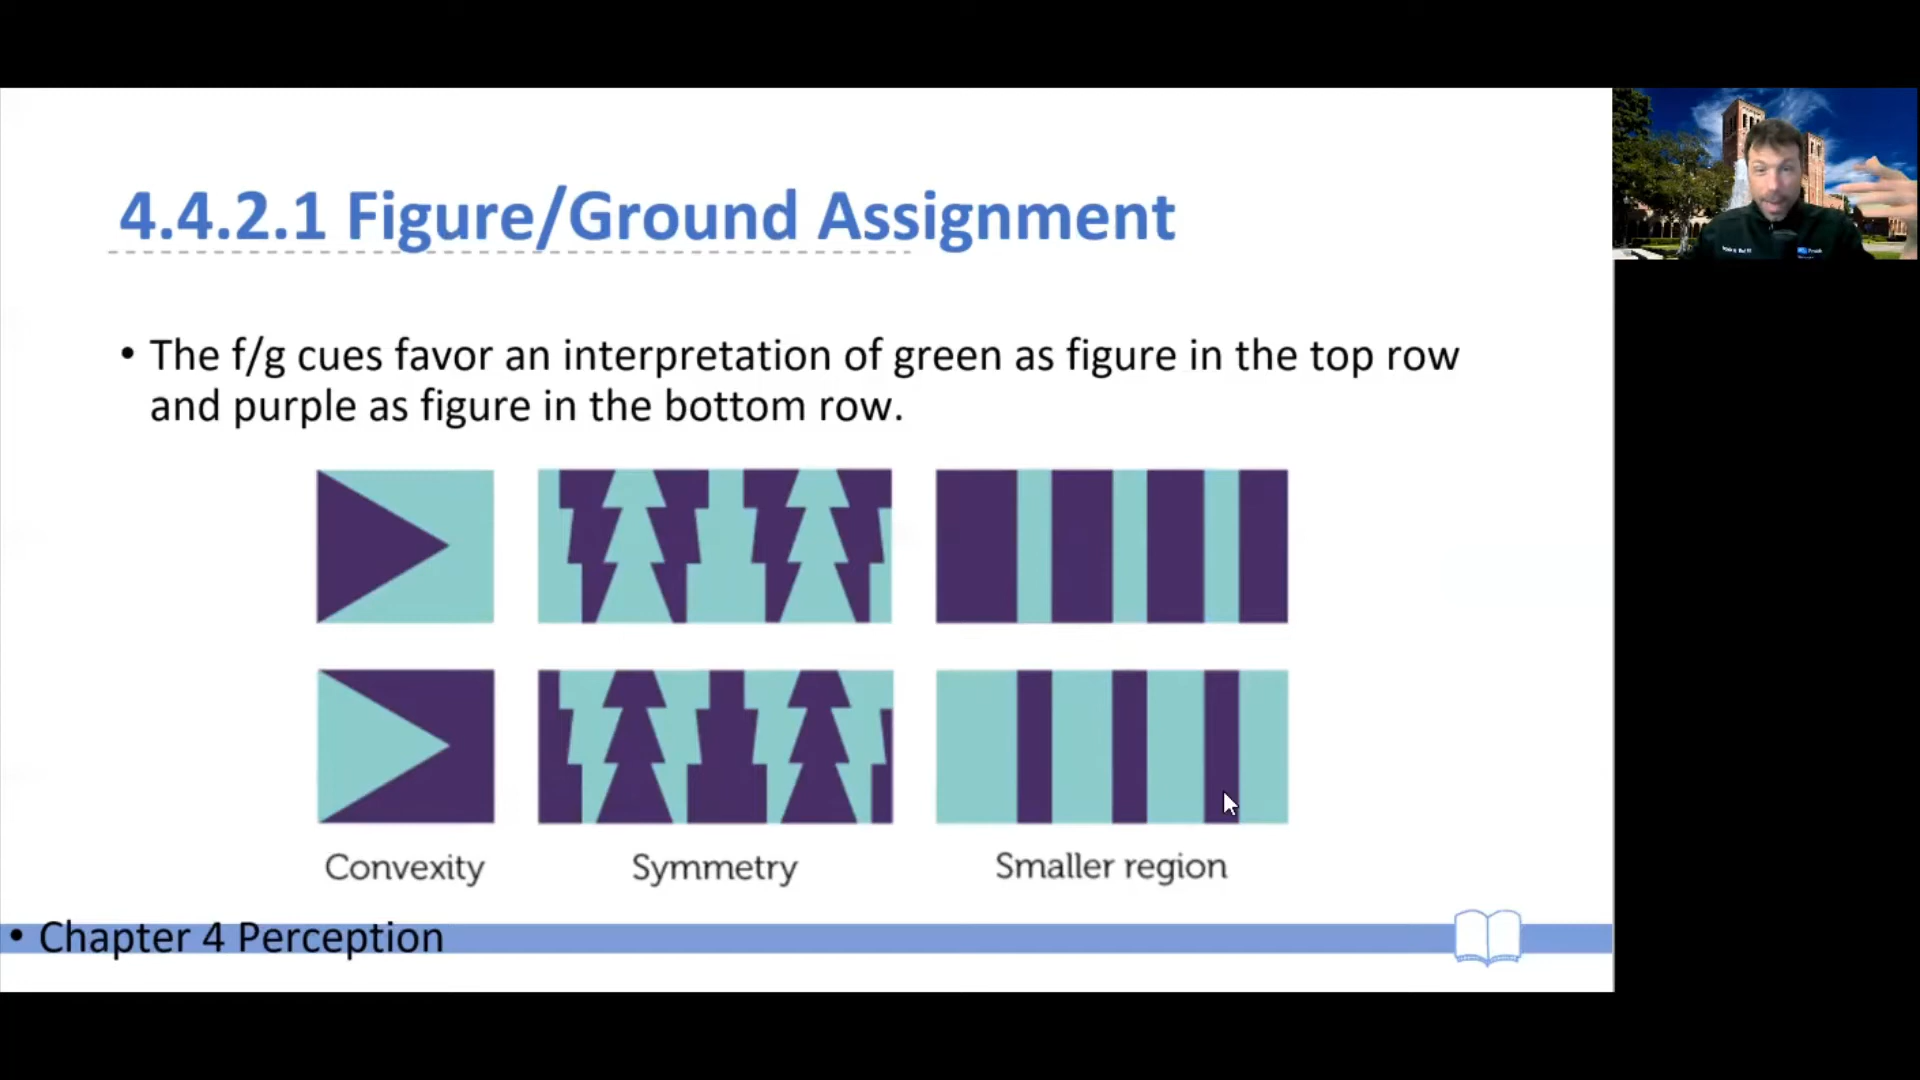 4.4.2.1 Figure/Ground Assignment
• The f/g cues favor an interpretation of green as figure in the top row
and purple as figure in the bottom row.
Convexity Symmetry Smaller region
• Chapter 4 Perception